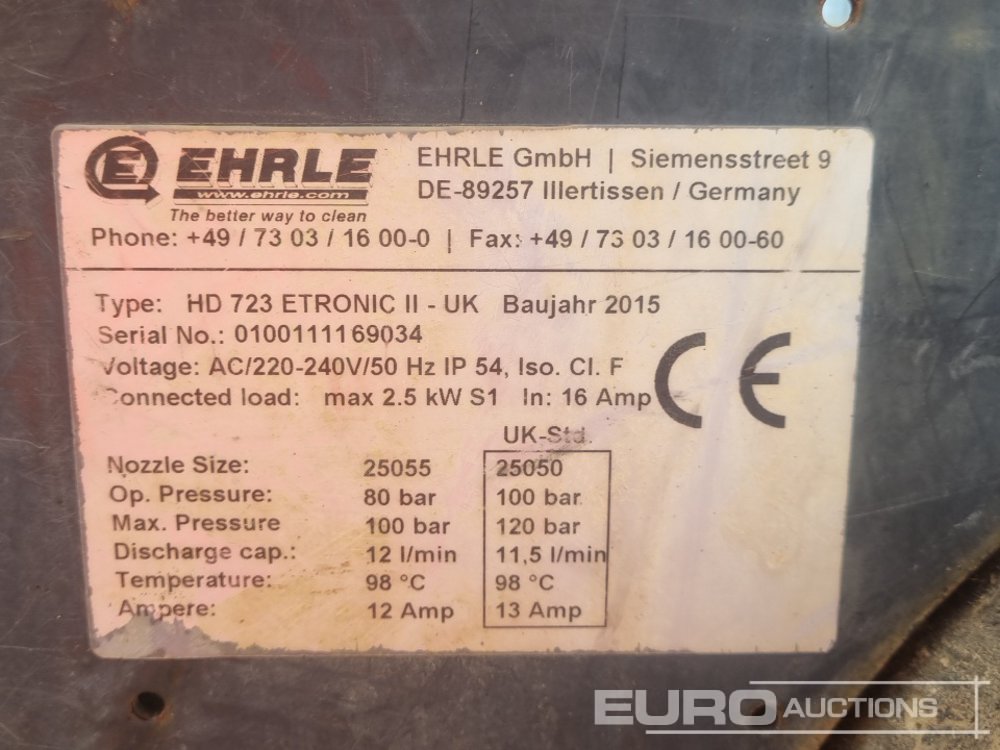 E EHRLE
www.ehrle.com
The better way to clean
EHRLE GmbH | Siemensstreet 9
DE-89257 Illertissen / Germany
Phone: +49 / 73 03 / 16 00-0 | Fax: +49 / 73 03 / 16 00-60
Type: HD 723 ETRONIC II - UK Baujahr 2015
Serial No.: 0100111169034
Voltage: AC/220-240V/50 Hz IP 54, Iso. Cl. F
Connected load: max 2.5 kW S1 In: 16 Amp
CE
UK-Std.
Nozzle Size: 25055 25050
Op. Pressure: 80 bar 100 bar
Max. Pressure 100 bar 120 bar
Discharge cap.: 12 l/min 11,5 l/min
Temperature: 98 °C 98 °C
Ampere: 12 Amp 13 Amp
EURO AUCTIONS